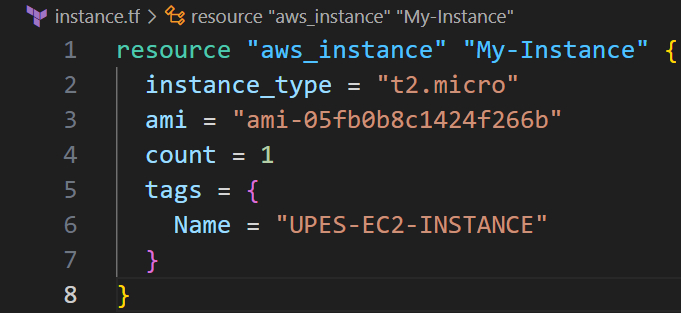 instance.tf > resource "aws_instance" "My-Instance"
1 resource "aws_instance" "My-Instance" {
2 instance_type = "t2.micro"
3 ami = "ami-05fb0b8c1424f266b"
4 count = 1
5 tags = {
6 Name = "UPES-EC2-INSTANCE"
7 }
8 }